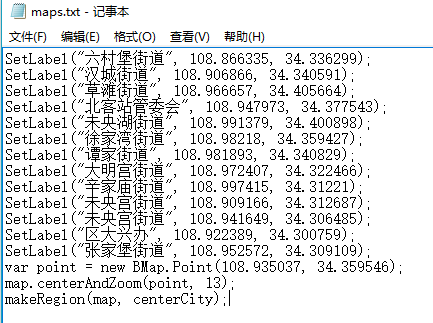 maps.txt - 记事本
文件(F) 编辑(E) 格式(O) 查看(V) 帮助(H)
SetLabel("六村堡街道", 108.866335, 34.336299);
SetLabel("汉城街道", 108.906866, 34.340591);
SetLabel("草滩街道", 108.966657, 34.405664);
SetLabel("北客站管委会", 108.947973, 34.377543);
SetLabel("未央湖街道", 108.991379, 34.400898);
SetLabel("徐家湾街道", 108.98218, 34.359427);
SetLabel("谭家街道", 108.981893, 34.340829);
SetLabel("大明宫街道", 108.972407, 34.322466);
SetLabel("辛家庙街道", 108.997415, 34.31221);
SetLabel("未央宫街道", 108.909166, 34.312687);
SetLabel("未央宫街道", 108.941649, 34.306485);
SetLabel("区大兴办", 108.922389, 34.300759);
SetLabel("张家堡街道", 108.952572, 34.309109);
var point = new BMap.Point(108.935037, 34.359546);
map.centerAndZoom(point, 13);
makeRegion(map, centerCity);